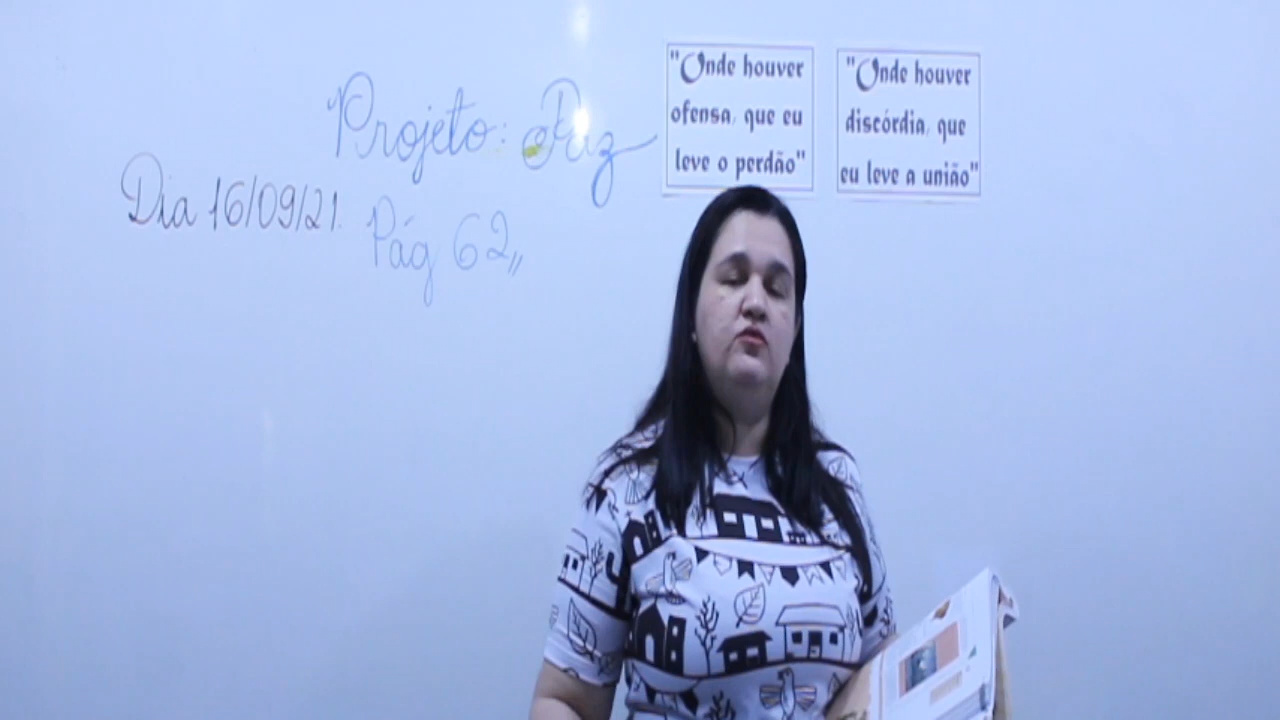 Projeto: Paz
Dia 16/09/21.
Pág 62,,
"Onde houver
ofensa, que eu
leve o perdão"
"Onde houver
discórdia, que
eu leve a união"